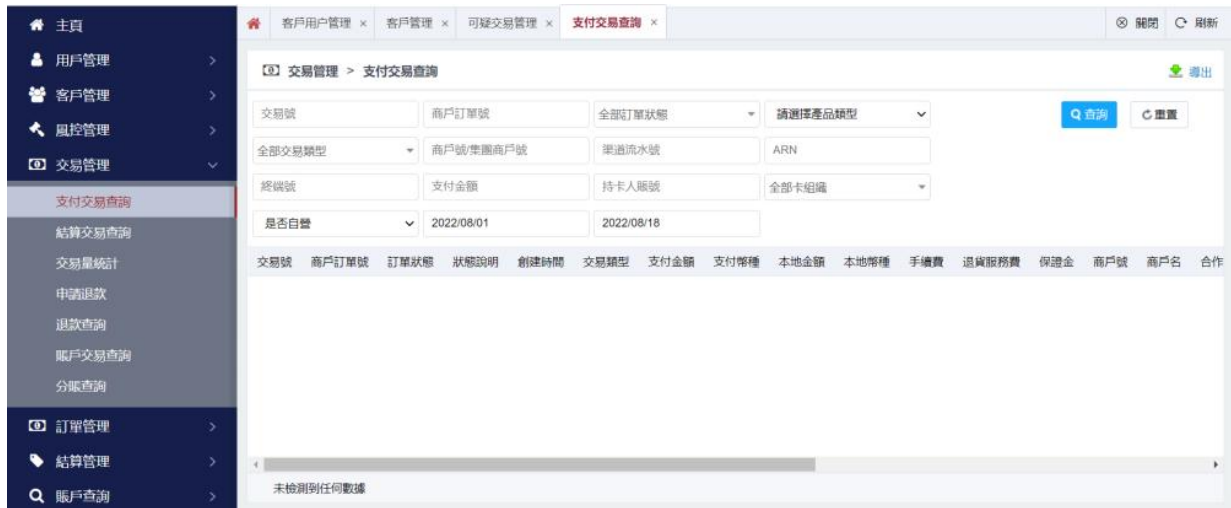 主頁
用戶管理
客戶管理
風控管理
交易管理
支付交易查詢
結算交易查詢
交易量統計
申請退款
退款查詢
賬戶交易查詢
分賬查詢
訂單管理
結算管理
賬戶查詢
客戶用户管理 × 客戶管理 × 可疑交易管理 × 支付交易查詢 × 關閉 刷新
交易管理 > 支付交易查詢 導出
交易號 商戶訂單號 全部訂單狀態 請選擇產品類型 查詢 重置
全部交易類型 商戶號/集團商戶號 渠道流水號 ARN
終端號 支付金額 持卡人賬號 全部卡組織
是否自營 2022/08/01 2022/08/18
交易號 商戶訂單號 訂單狀態 狀態說明 創建時間 交易類型 支付金額 支付幣種 本地金額 本地幣種 手續費 退貨服務費 保證金 商戶號 商戶名 合作
未檢測到任何數據